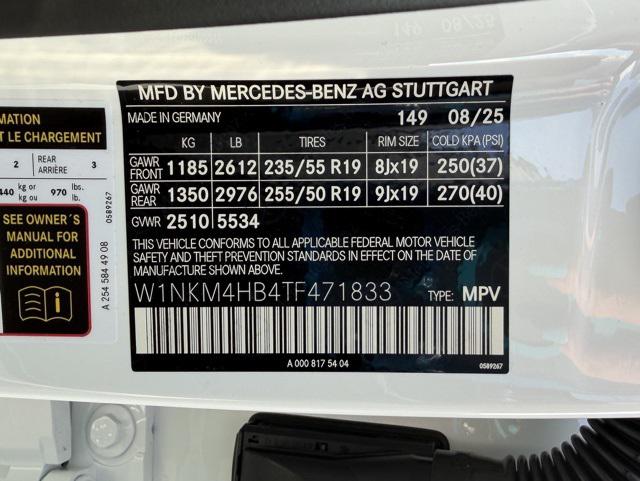 149 08/25
MFD BY MERCEDES-BENZ AG STUTTGART
MADE IN GERMANY 149 08/25
KG LB TIRES RIM SIZE COLD KPA (PSI)
GAWR FRONT 1185 2612 235/55 R19 8Jx19 250(37)
GAWR REAR 1350 2976 255/50 R19 9Jx19 270(40)
GVWR 2510 5534
THIS VEHICLE CONFORMS TO ALL APPLICABLE FEDERAL MOTOR VEHICLE
SAFETY AND THEFT PREVENTION STANDARDS IN EFFECT ON THE DATE OF
MANUFACTURE SHOWN ABOVE.
W1NKM4HB4TF471833 TYPE: MPV
A 000 817 54 04
0589267
MATION
T LE CHARGEMENT
2 REAR ARRIÈRE 3
440 kg or kg ou 970 lbs. lb.
SEE OWNER´S
MANUAL FOR
ADDITIONAL
INFORMATION
A 254 584 49 08
0589267